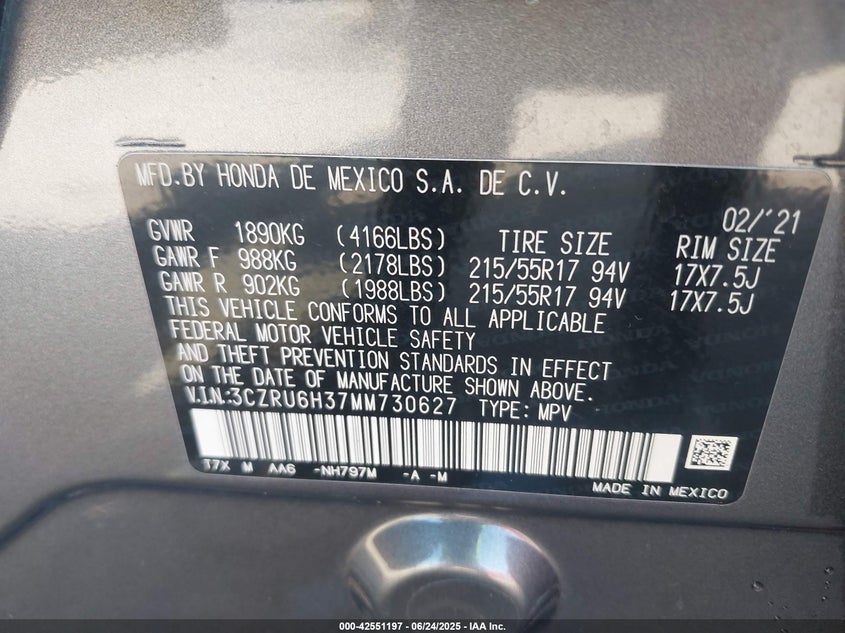 MFD.BY HONDA DE MEXICO S.A. DE C.V.
02/'21
GVWR 1890KG (4166LBS) TIRE SIZE RIM SIZE
GAWR F 988KG (2178LBS) 215/55R17 94V 17X7.5J
GAWR R 902KG (1988LBS) 215/55R17 94V 17X7.5J
THIS VEHICLE CONFORMS TO ALL APPLICABLE
FEDERAL MOTOR VEHICLE SAFETY
AND THEFT PREVENTION STANDARDS IN EFFECT
ON THE DATE OF MANUFACTURE SHOWN ABOVE.
V.I.N.:3CZRU6H37MM730627 TYPE: MPV
T7X M AA6 -NH797M -A -M
MADE IN MEXICO
000-42551197 - 06/24/2025 - IAA Inc.